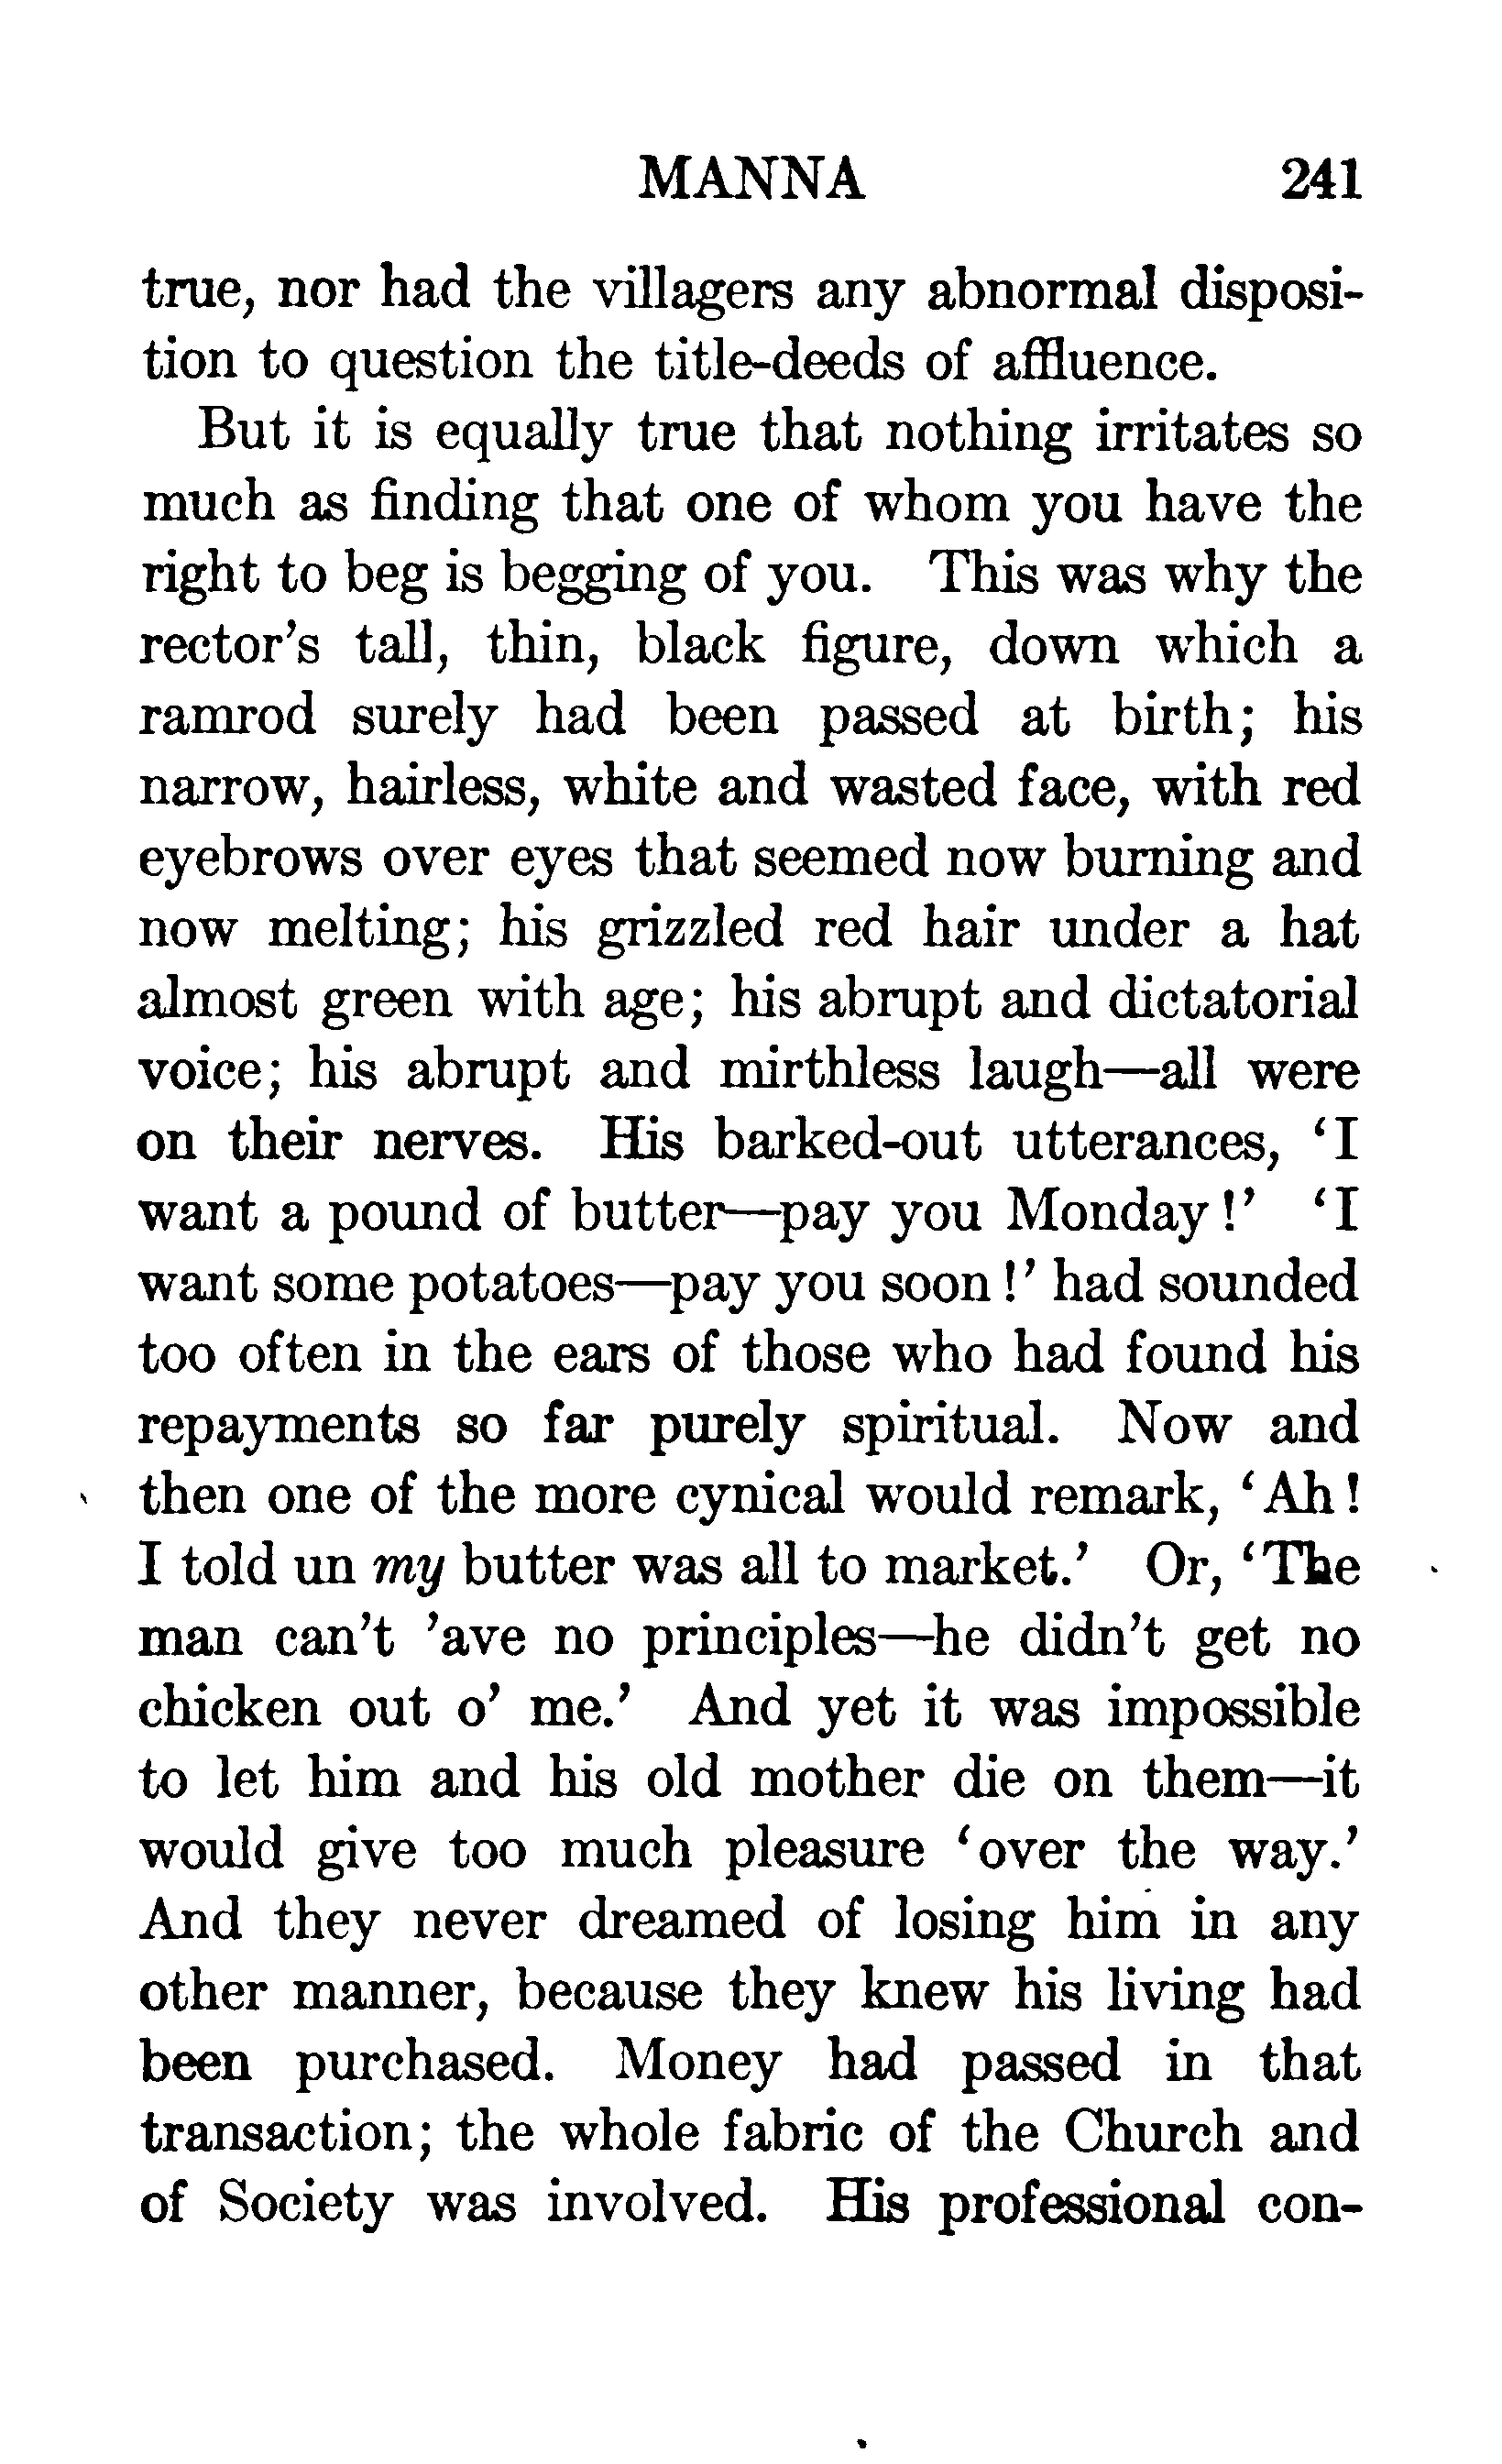 MANNA 241
true, nor had the villagers any abnormal disposi-
tion to question the title-deeds of affluence.
But it is equally true that nothing irritates so
much as finding that one of whom you have the
right to beg is begging of you. This was why the
rector's tall, thin, black figure, down which a
ramrod surely had been passed at birth; his
narrow, hairless, white and wasted face, with red
eyebrows over eyes that seemed now burning and
now melting; his grizzled red hair under a hat
almost green with age; his abrupt and dictatorial
voice; his abrupt and mirthless laugh—all were
on their nerves. His barked-out utterances, 'I
want a pound of butter—pay you Monday!' 'I
want some potatoes—pay you soon!' had sounded
too often in the ears of those who had found his
repayments so far purely spiritual. Now and
then one of the more cynical would remark, 'Ah!
I told un my butter was all to market.' Or, 'The
man can't 'ave no principles—he didn't get no
chicken out o' me.' And yet it was impossible
to let him and his old mother die on them—it
would give too much pleasure 'over the way.'
And they never dreamed of losing him in any
other manner, because they knew his living had
been purchased. Money had passed in that
transaction; the whole fabric of the Church and
of Society was involved. His professional con-